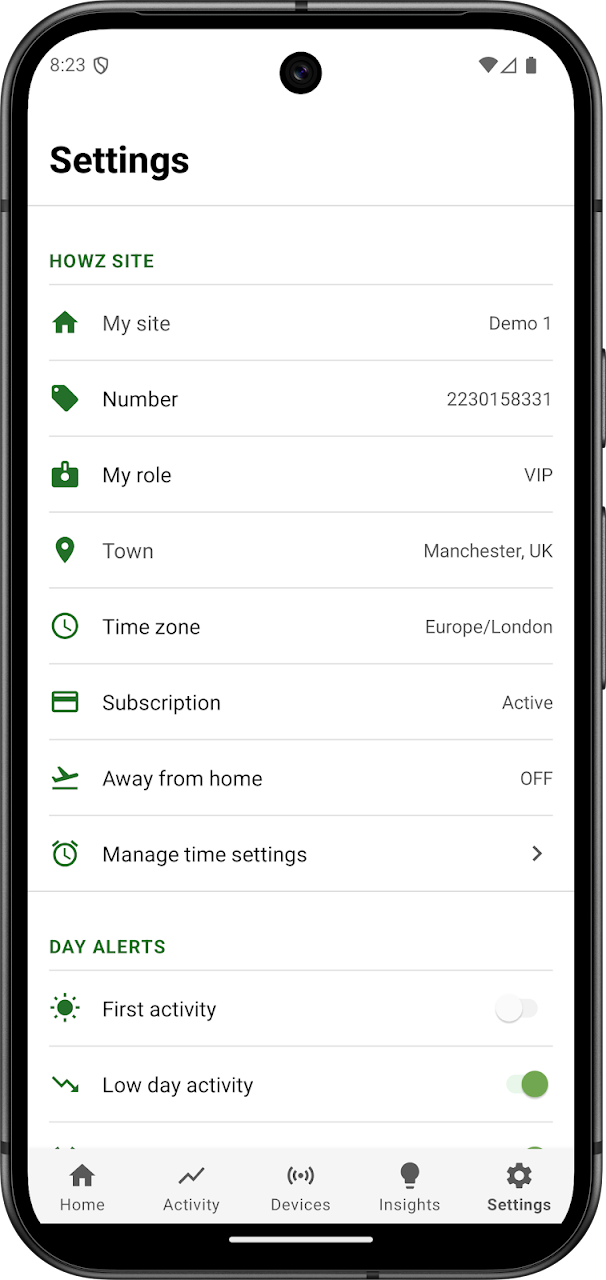 8:23
Settings
HOWZ SITE
My site Demo 1
Number 2230158331
My role VIP
Town Manchester, UK
Time zone Europe/London
Subscription Active
Away from home OFF
Manage time settings
DAY ALERTS
First activity
Low day activity
Home Activity Devices Insights Settings